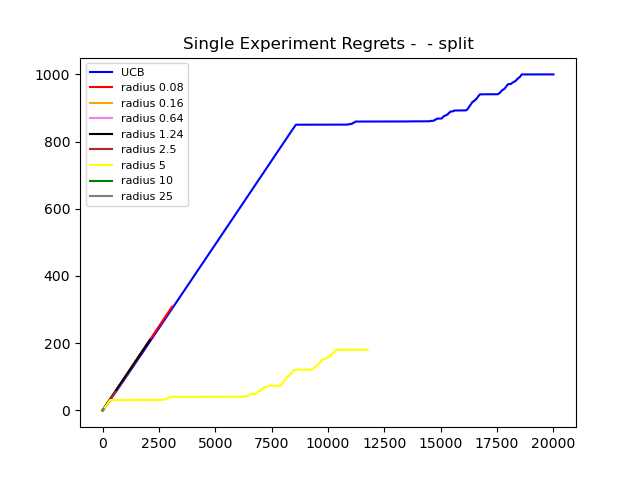 Single Experiment Regrets -  - split
1000
800
600
400
200
0
UCB
radius 0.08
radius 0.16
radius 0.64
radius 1.24
radius 2.5
radius 5
radius 10
radius 25
0 2500 5000 7500 10000 12500 15000 17500 20000